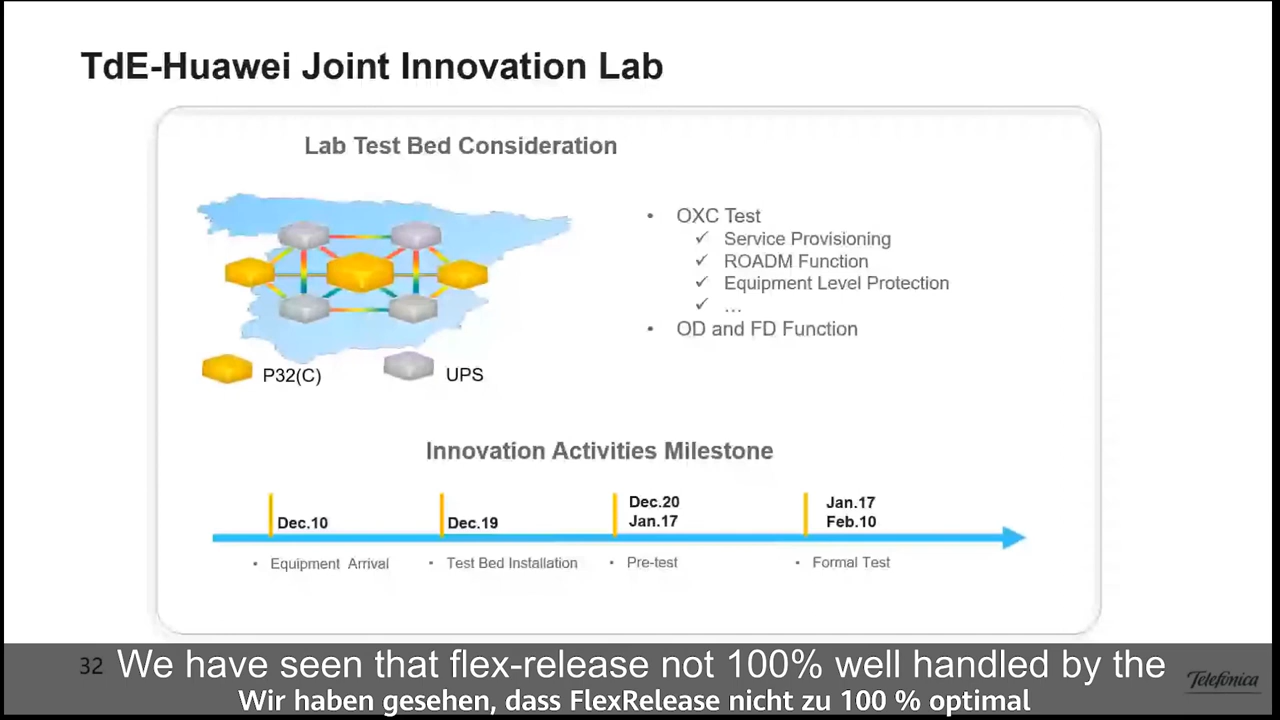 TdE-Huawei Joint Innovation Lab
Lab Test Bed Consideration
• OXC Test
✓ Service Provisioning
✓ ROADM Function
✓ Equipment Level Protection
✓ …
• OD and FD Function
P32(C)
UPS
Innovation Activities Milestone
Dec.10
Dec.19
Dec.20
Jan.17
Jan.17
Feb.10
• Equipment Arrival
• Test Bed Installation
• Pre-test
• Formal Test
32
We have seen that flex-release not 100% well handled by the
Wir haben gesehen, dass FlexRelease nicht zu 100 % optimal
Telefónica